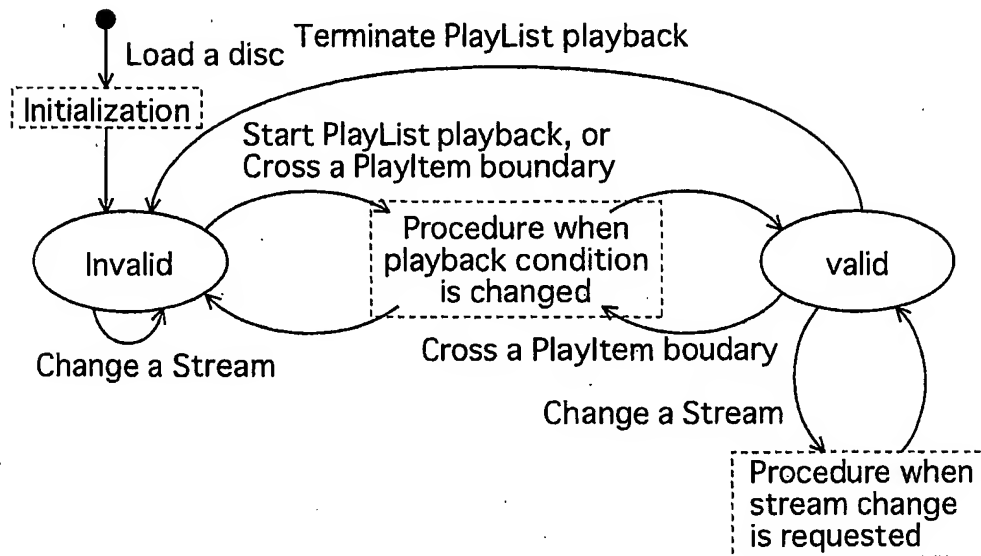 Load a disc
Terminate PlayList playback
Initialization
Start PlayList playback, or
Cross a PlayItem boundary
Invalid
Procedure when
playback condition
is changed
valid
Change a Stream
Cross a PlayItem boudary
Change a Stream
Procedure when
stream change
is requested